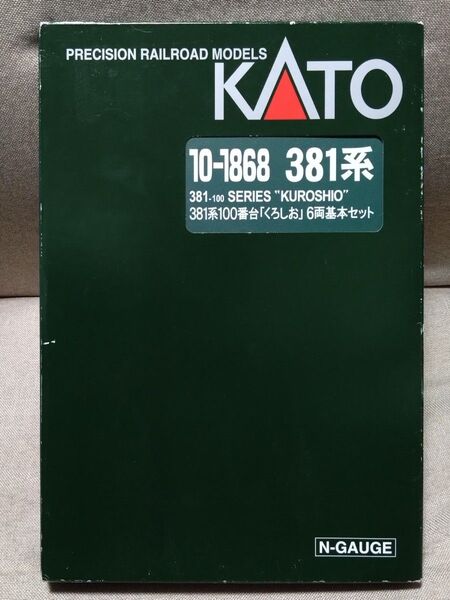 PRECISION RAILROAD MODELS
KATO
10-1868 381系
381-100 SERIES "KUROSHIO"
381系100番台「くろしお」6両基本セット
N-GAUGE